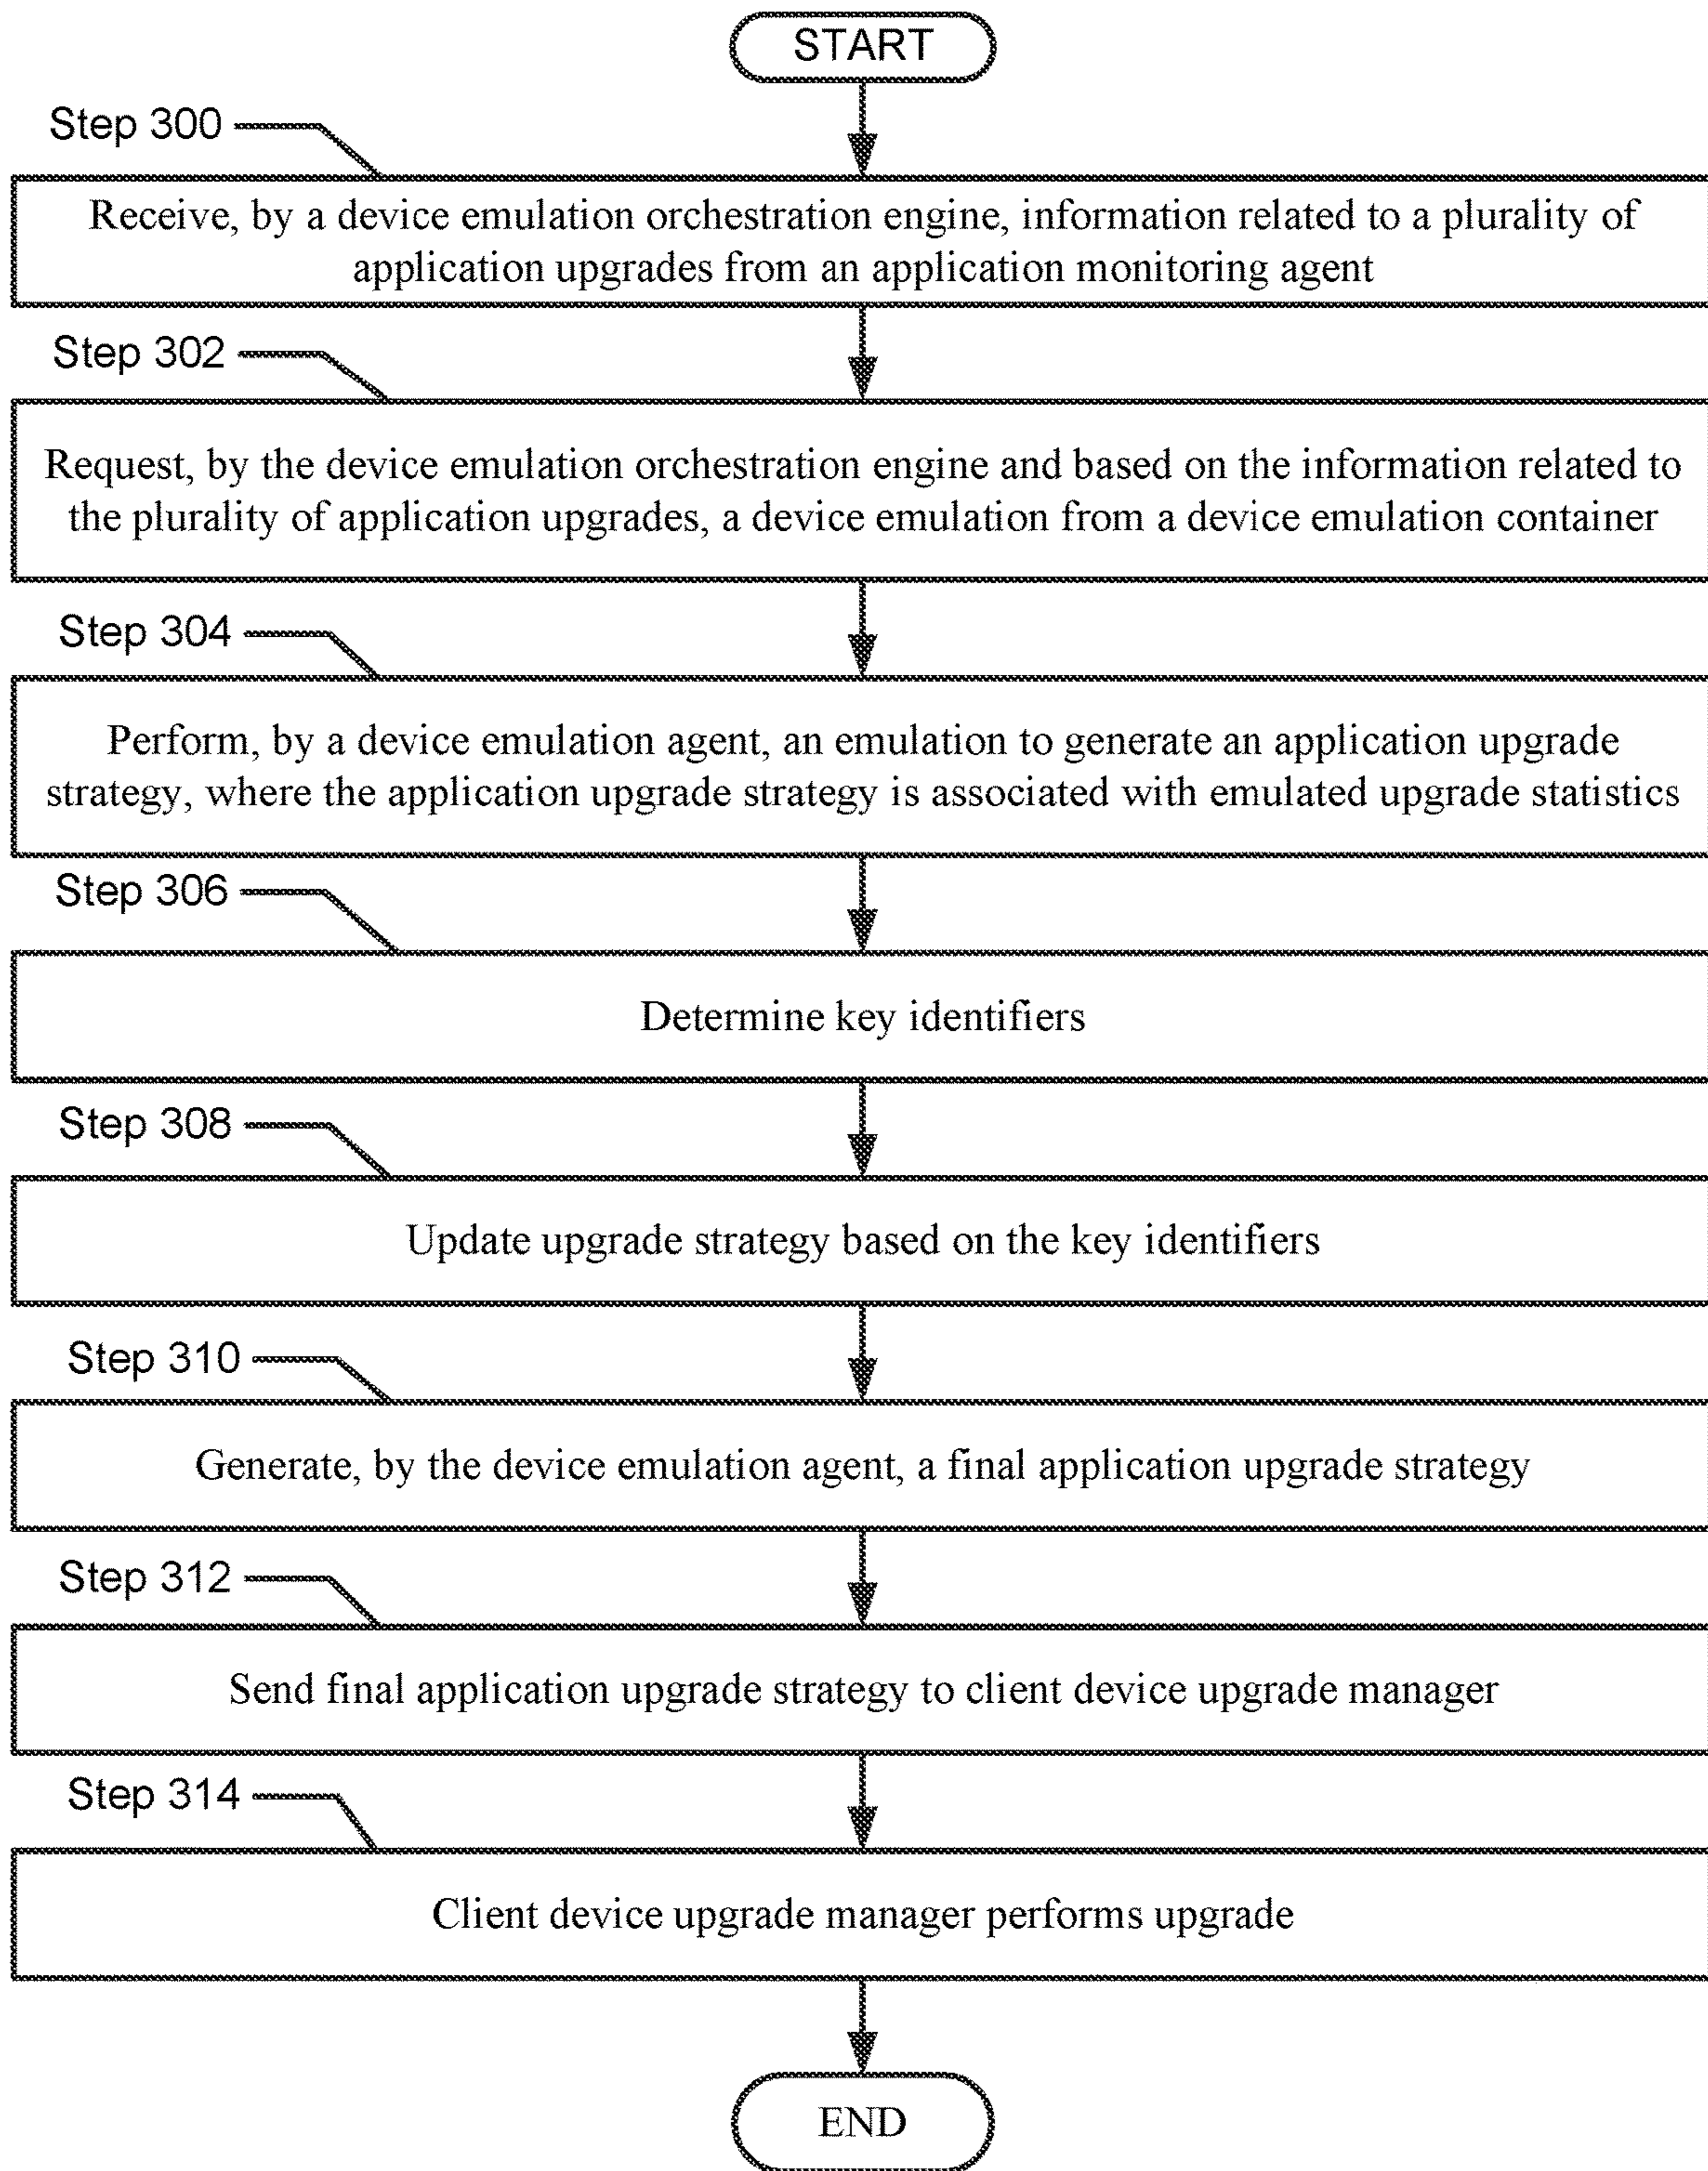 START
Step 300
Receive, by a device emulation orchestration engine, information related to a plurality of
application upgrades from an application monitoring agent
Step 302
Request, by the device emulation orchestration engine and based on the information related to
the plurality of application upgrades, a device emulation from a device emulation container
Step 304
Perform, by a device emulation agent, an emulation to generate an application upgrade
strategy, where the application upgrade strategy is associated with emulated upgrade statistics
Step 306
Determine key identifiers
Step 308
Update upgrade strategy based on the key identifiers
Step 310
Generate, by the device emulation agent, a final application upgrade strategy
Step 312
Send final application upgrade strategy to client device upgrade manager
Step 314
Client device upgrade manager performs upgrade
END